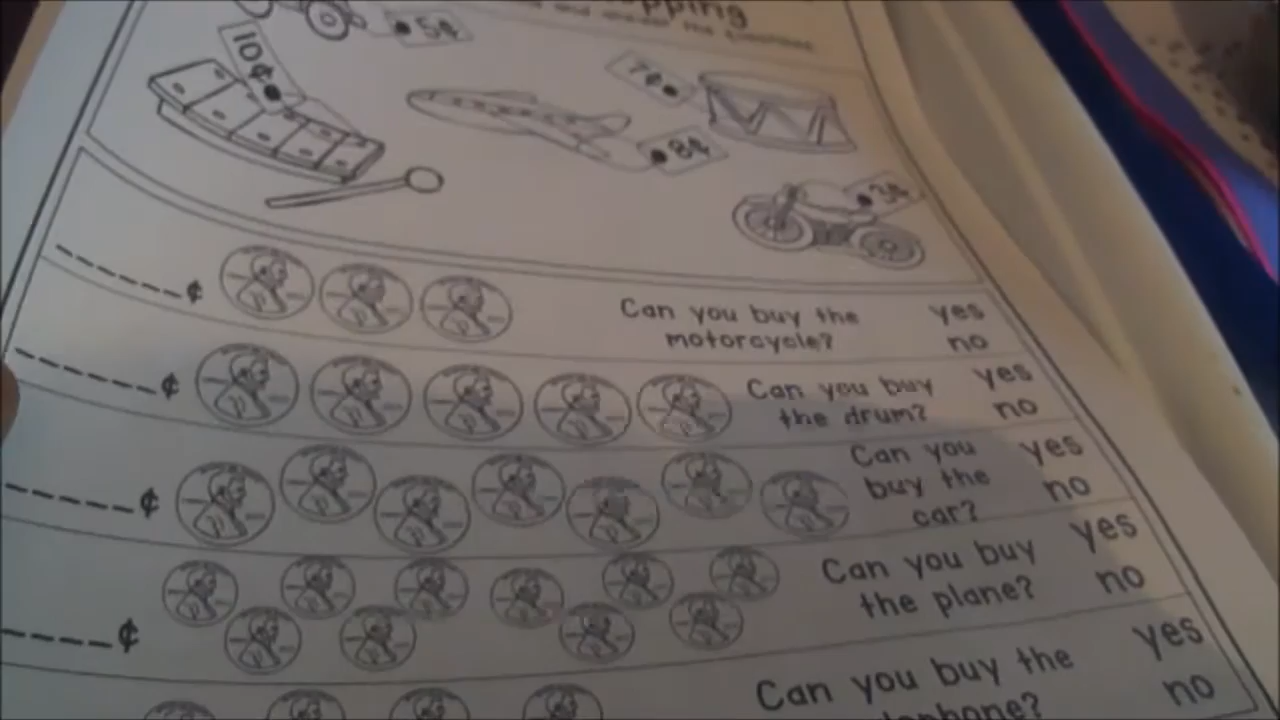 5¢
10¢
7¢
8¢
3¢
¢
Can you buy the
motorcycle?
yes
no
¢
Can you buy
the drum?
yes
no
¢
Can you
buy the
car?
yes
no
¢
Can you buy
the plane?
yes
no
Can you buy the
yes
no